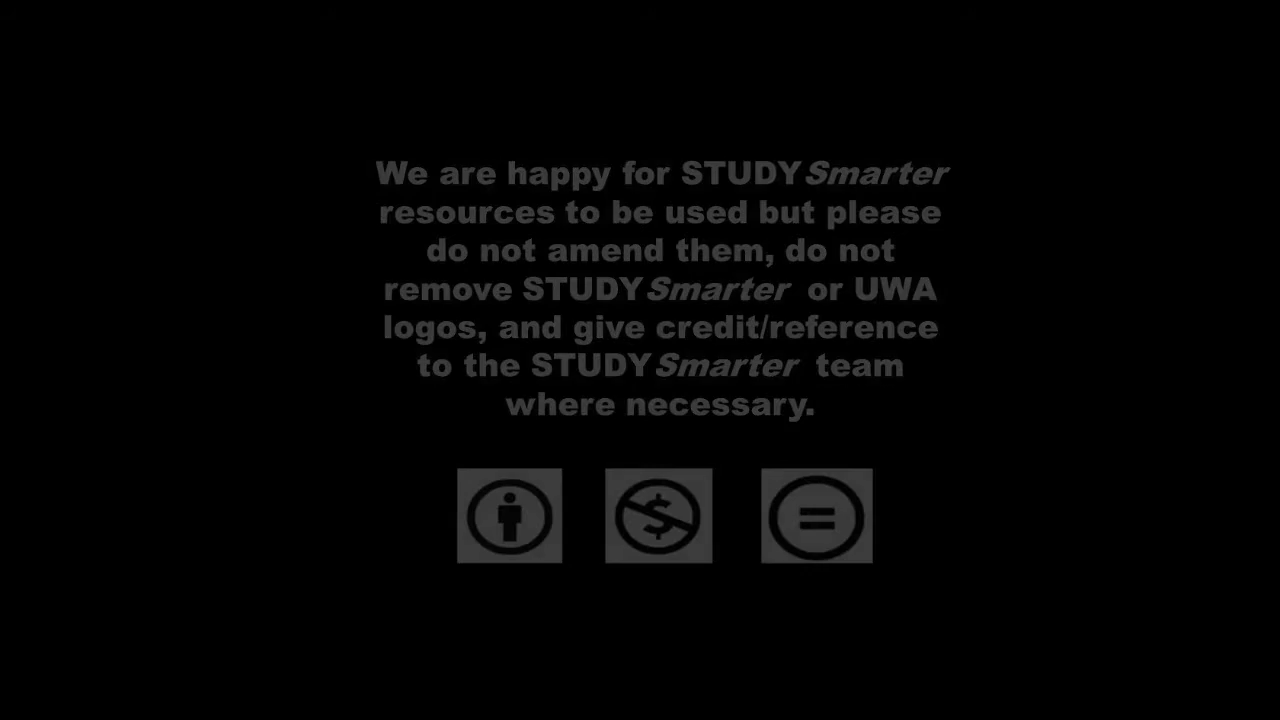 We are happy for STUDYSmarter
resources to be used but please
do not amend them, do not
remove STUDYSmarter or UWA
logos, and give credit/reference
to the STUDYSmarter team
where necessary.